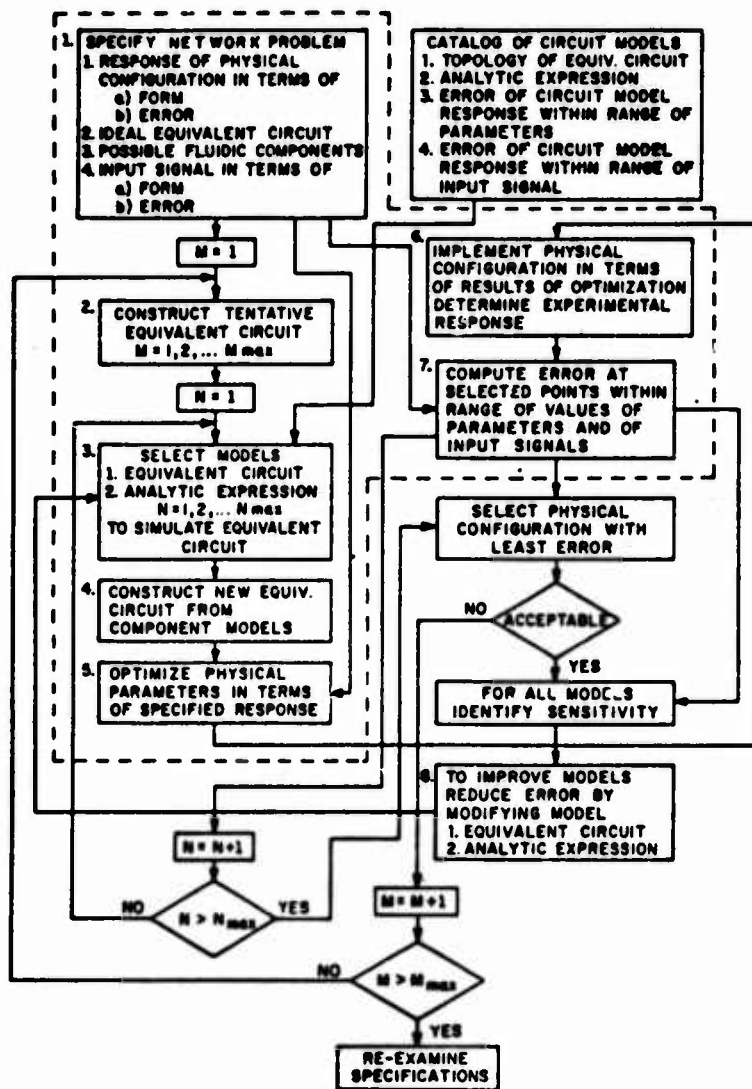 1. SPECIFY NETWORK PROBLEM
1. RESPONSE OF PHYSICAL
CONFIGURATION IN TERMS OF
a) FORM
b) ERROR
2. IDEAL EQUIVALENT CIRCUIT
3. POSSIBLE FLUIDIC COMPONENTS
4. INPUT SIGNAL IN TERMS OF
a) FORM
b) ERROR
CATALOG OF CIRCUIT MODELS
1. TOPOLOGY OF EQUIV. CIRCUIT
2. ANALYTIC EXPRESSION
3. ERROR OF CIRCUIT MODEL
RESPONSE WITHIN RANGE OF
PARAMETERS
4. ERROR OF CIRCUIT MODEL
RESPONSE WITHIN RANGE OF
INPUT SIGNAL
M = 1
2. CONSTRUCT TENTATIVE
EQUIVALENT CIRCUIT
M = 1,2,... M max
N = 1
3. SELECT MODELS
1. EQUIVALENT CIRCUIT
2. ANALYTIC EXPRESSION
N = 1,2,... N max
TO SIMULATE EQUIVALENT
CIRCUIT
4. CONSTRUCT NEW EQUIV.
CIRCUIT FROM
COMPONENT MODELS
5. OPTIMIZE PHYSICAL
PARAMETERS IN TERMS
OF SPECIFIED RESPONSE
6. IMPLEMENT PHYSICAL
CONFIGURATION IN TERMS
OF RESULTS OF OPTIMIZATION
DETERMINE EXPERIMENTAL
RESPONSE
7. COMPUTE ERROR AT
SELECTED POINTS WITHIN
RANGE OF VALUES OF
PARAMETERS AND OF
INPUT SIGNALS
SELECT PHYSICAL
CONFIGURATION WITH
LEAST ERROR
NO
ACCEPTABLE
YES
FOR ALL MODELS
IDENTIFY SENSITIVITY
8. TO IMPROVE MODELS
REDUCE ERROR BY
MODIFYING MODEL
1. EQUIVALENT CIRCUIT
2. ANALYTIC EXPRESSION
N = N+1
NO
N > N max
YES
M = M+1
NO
M > M max
YES
RE-EXAMINE
SPECIFICATIONS